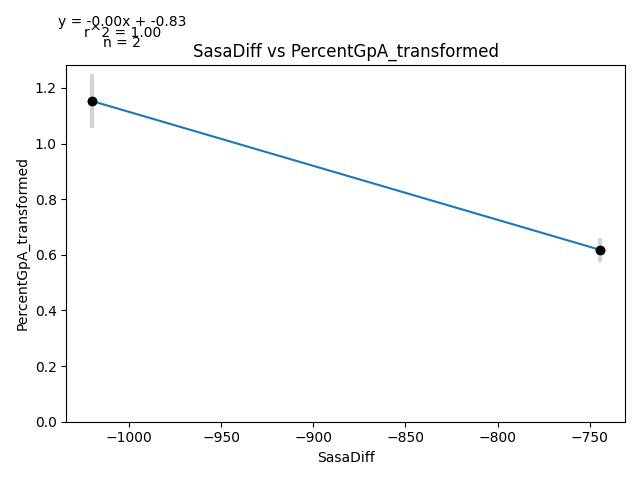 y = -0.00x + -0.83
r^2 = 1.00
n = 2
SasaDiff vs PercentGpA_transformed
PercentGpA_transformed
1.2
1.0
0.8
0.6
0.4
0.2
0.0
−1000 −950 −900 −850 −800 −750
SasaDiff